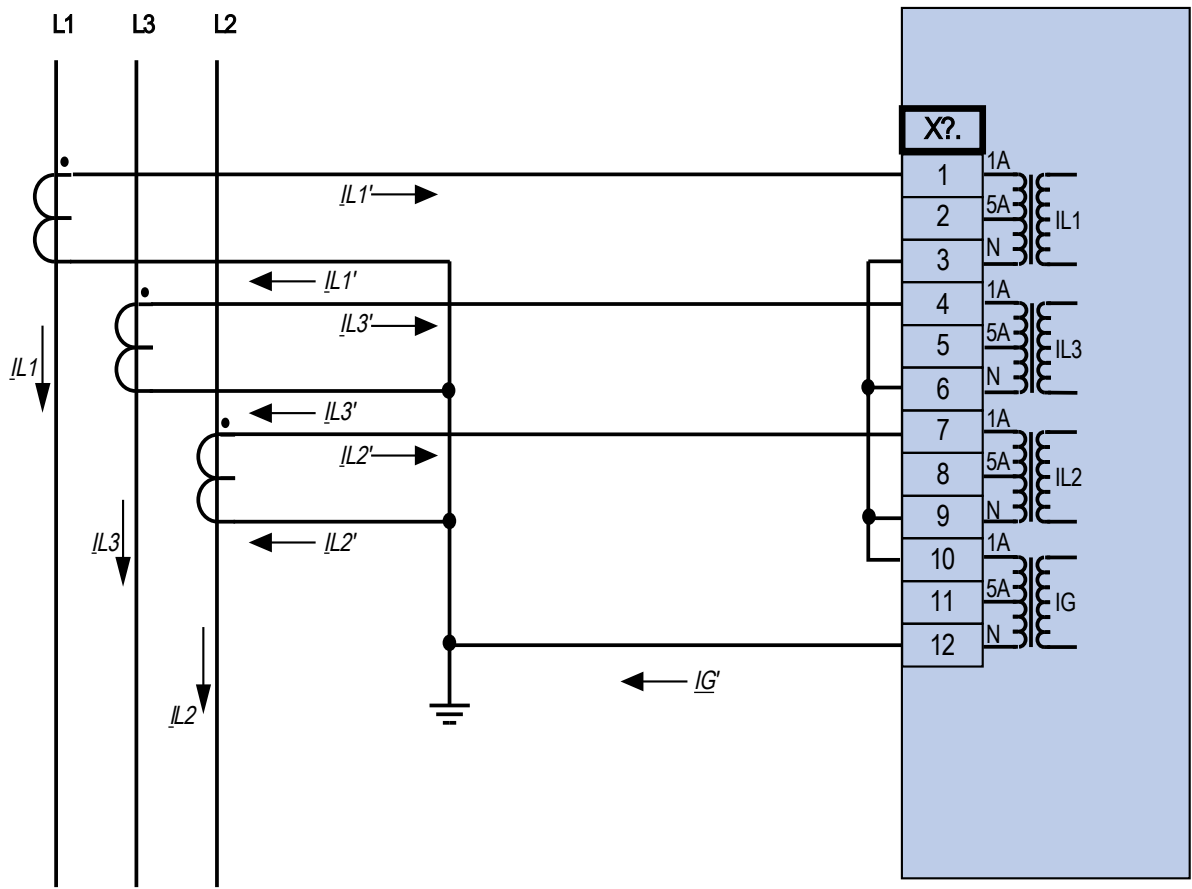 L1 L3 L2
X?.
1 1A
IL1'
2 5A IL1
3 N
IL1'
4 1A
IL3'
5 5A IL3
IL1
6 N
IL3'
7 1A
IL2'
8 5A IL2
9 N
IL3
IL2'
10 1A
11 5A IG
12 N
IG'
IL2